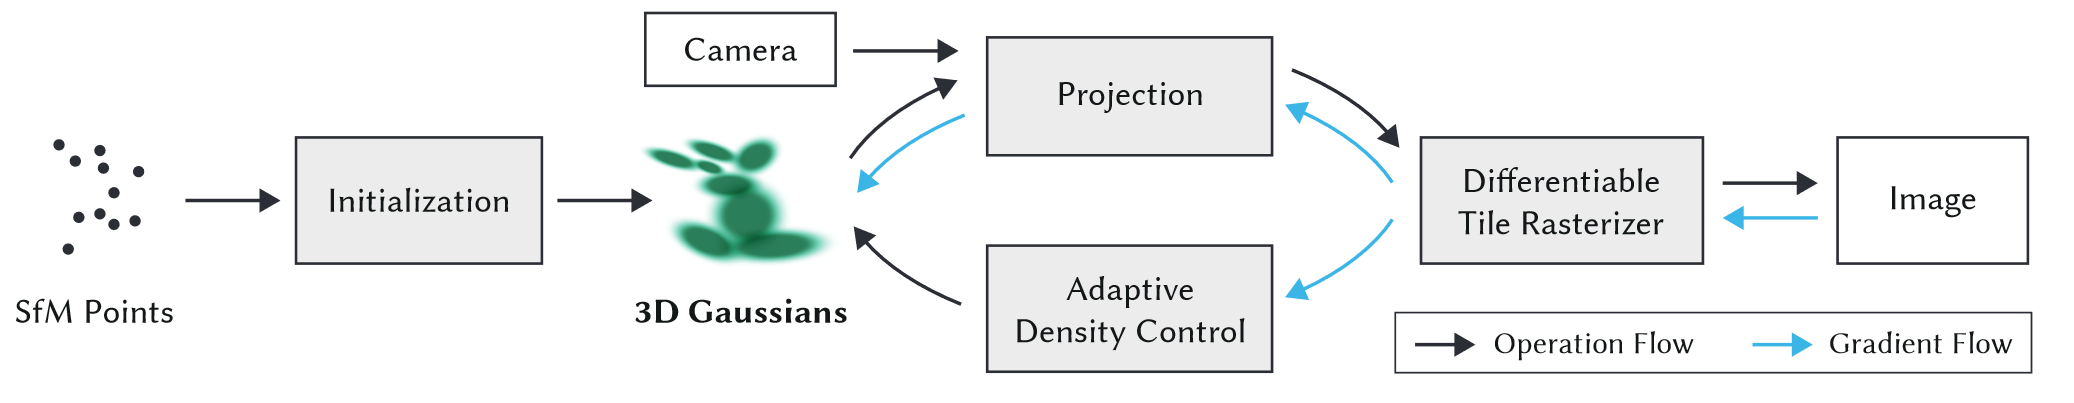 Camera
Projection
Initialization
Differentiable
Tile Rasterizer
Image
SfM Points
3D Gaussians
Adaptive
Density Control
Operation Flow
Gradient Flow